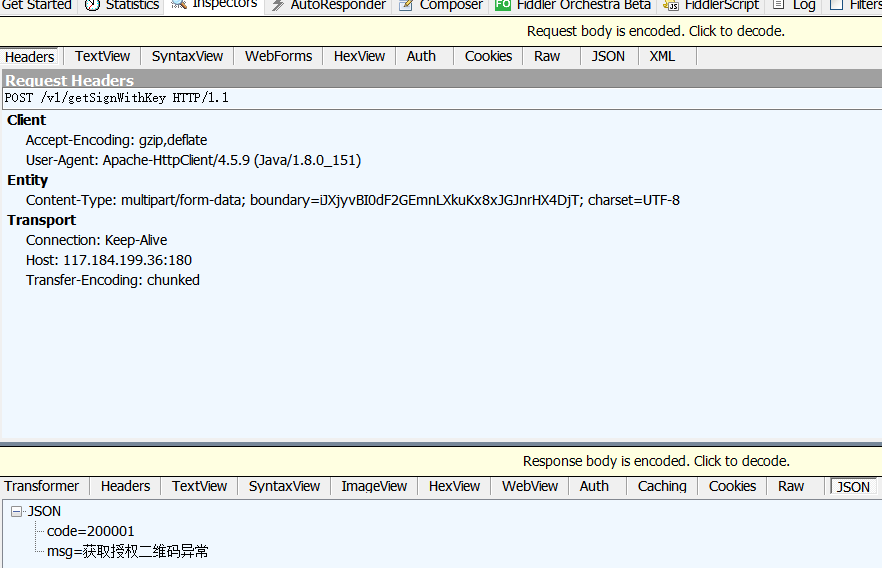 Get Started Statistics Inspectors AutoResponder Composer FO Fiddler Orchestra Beta JS FiddlerScript Log Filters
Request body is encoded. Click to decode.
Headers TextView SyntaxView WebForms HexView Auth Cookies Raw JSON XML
Request Headers
POST /v1/getSignWithKey HTTP/1.1
Client
Accept-Encoding: gzip,deflate
User-Agent: Apache-HttpClient/4.5.9 (Java/1.8.0_151)
Entity
Content-Type: multipart/form-data; boundary=iJXjyvBI0dF2GEmnLXkuKx8xJGJnrHX4DjT; charset=UTF-8
Transport
Connection: Keep-Alive
Host: 117.184.199.36:180
Transfer-Encoding: chunked
Response body is encoded. Click to decode.
Transformer Headers TextView SyntaxView ImageView HexView WebView Auth Caching Cookies Raw JSON
JSON
code=200001
msg=获取授权二维码异常